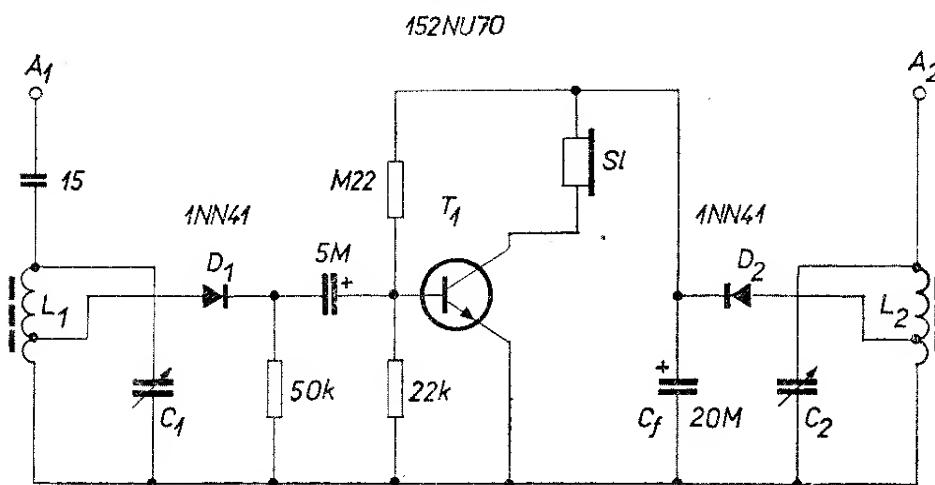 152NU70
A1
A2
15
M22
Sl
1NN41
T1
1NN41
D1
5M
+
D2
L1
L2
+
C1
50k
22k
Cf
20M
C2